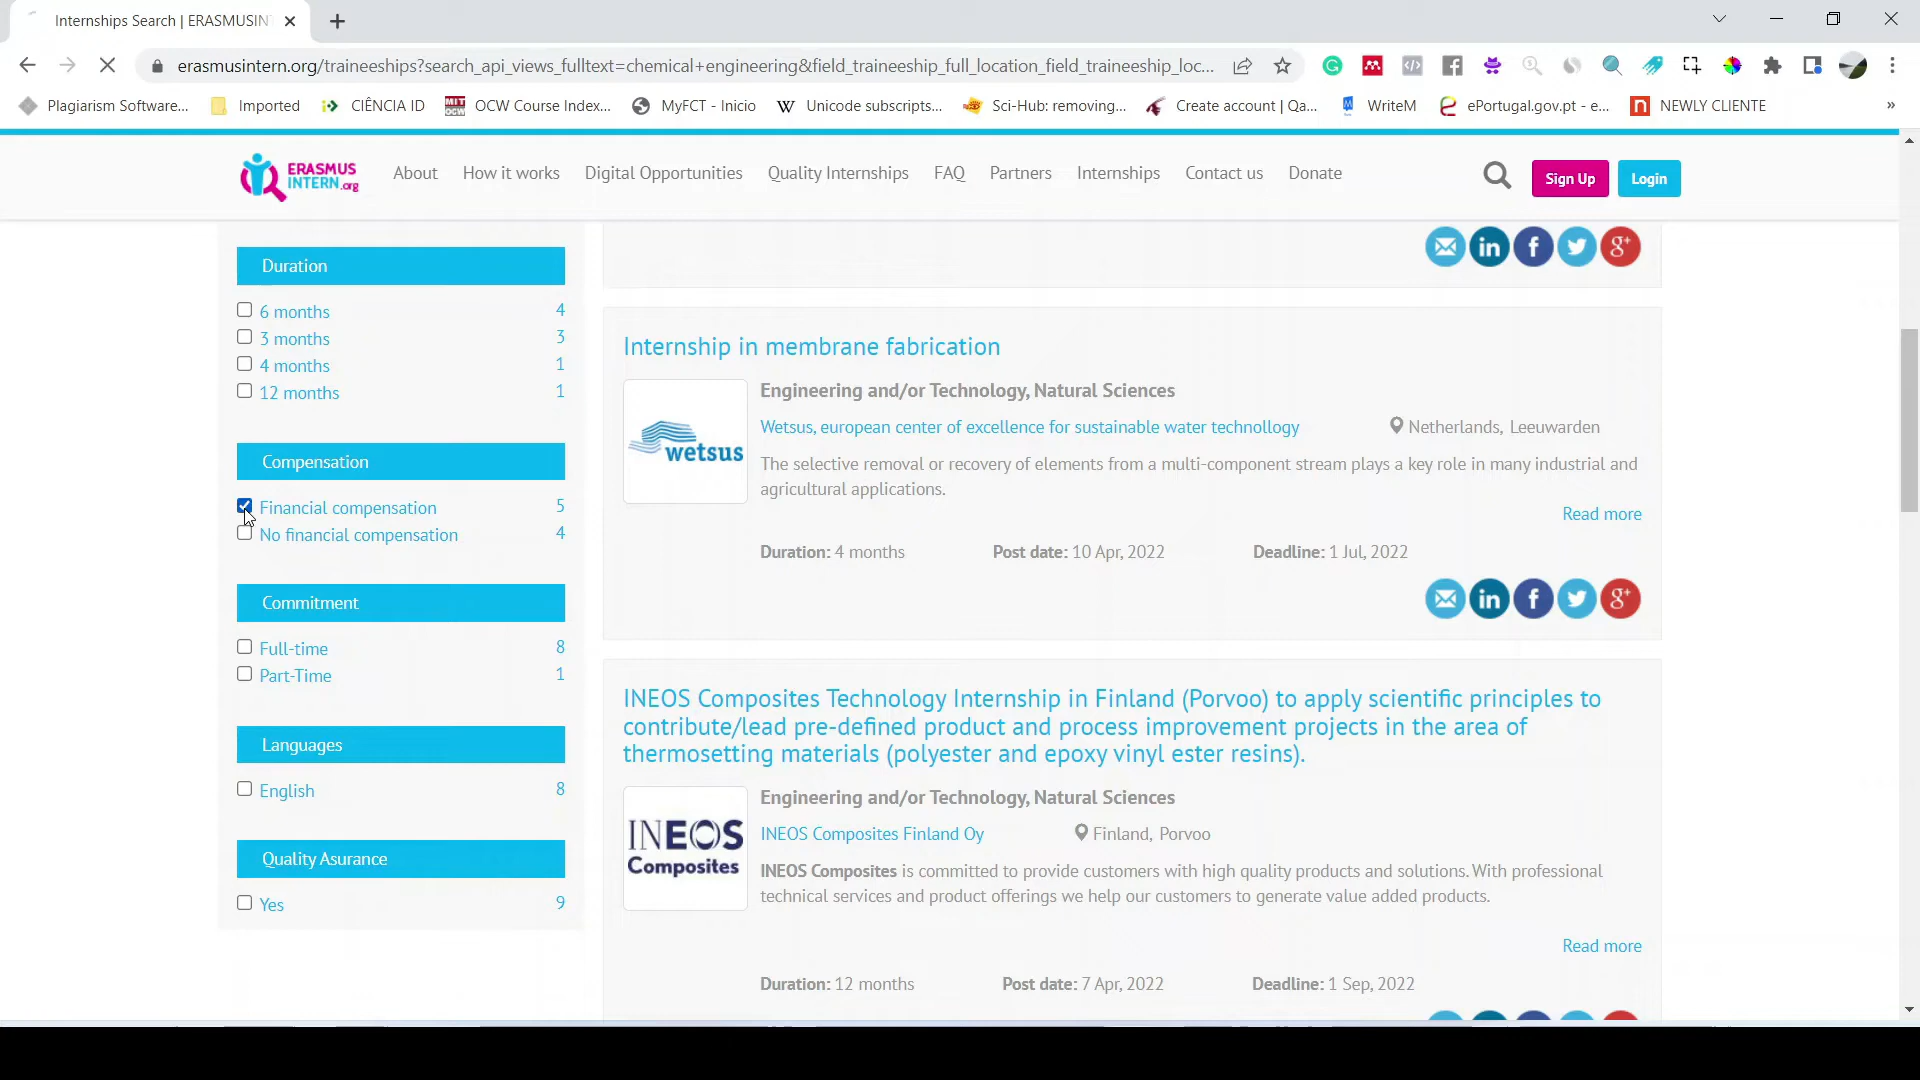 Internships Search | ERASMUSIN
erasmusintern.org/traineeships?search_api_views_fulltext=chemical+engineering&field_traineeship_full_location_field_traineeship_loc...
Plagiarism Software... Imported CIÊNCIA ID OCW Course Index... MyFCT - Inicio Unicode subscripts... Sci-Hub: removing... Create account | Qa... WriteM ePortugal.gov.pt - e... NEWLY CLIENTE »
ERASMUS
INTERN.org
About How it works Digital Opportunities Quality Internships FAQ Partners Internships Contact us Donate Sign Up Login
Duration
6 months 4
3 months 3
4 months 1
12 months 1
Compensation
Financial compensation 5
No financial compensation 4
Commitment
Full-time 8
Part-Time 1
Languages
English 8
Quality Asurance
Yes 9
Internship in membrane fabrication
wetsus
Engineering and/or Technology, Natural Sciences
Wetsus, european center of excellence for sustainable water technollogy Netherlands, Leeuwarden
The selective removal or recovery of elements from a multi-component stream plays a key role in many industrial and
agricultural applications.
Read more
Duration: 4 months Post date: 10 Apr, 2022 Deadline: 1 Jul, 2022
INEOS Composites Technology Internship in Finland (Porvoo) to apply scientific principles to
contribute/lead pre-defined product and process improvement projects in the area of
thermosetting materials (polyester and epoxy vinyl ester resins).
INEOS
Composites
Engineering and/or Technology, Natural Sciences
INEOS Composites Finland Oy Finland, Porvoo
INEOS Composites is committed to provide customers with high quality products and solutions. With professional
technical services and product offerings we help our customers to generate value added products.
Read more
Duration: 12 months Post date: 7 Apr, 2022 Deadline: 1 Sep, 2022